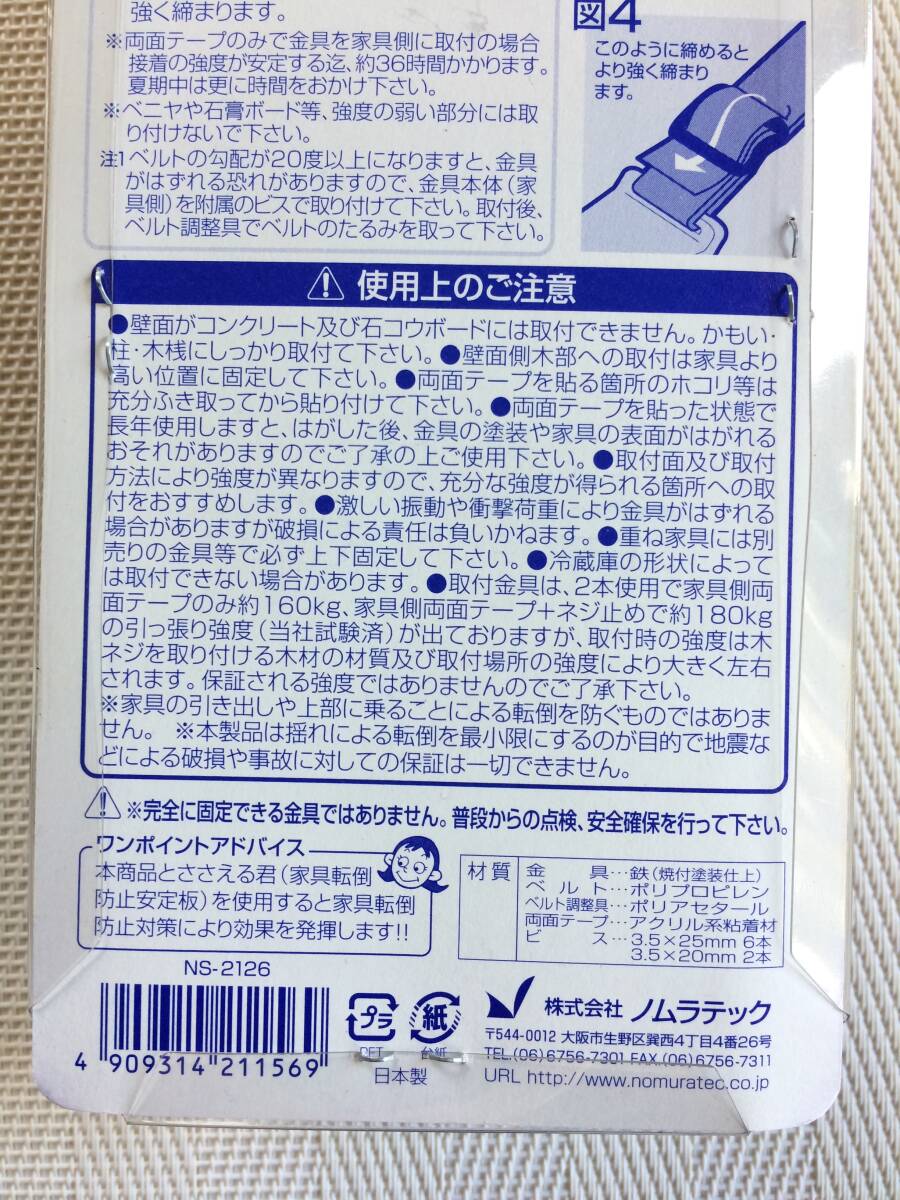 強く締まります。
※両面テープのみで金具を家具側に取付の場合
接着の強度が安定する迄、約36時間かかります。
夏期中は更に時間をおかけ下さい。
※ベニヤや石膏ボード等、強度の弱い部分には取
り付けないで下さい。
注1 ベルトの勾配が20度以上になりますと、金具
がはずれる恐れがありますので、金具本体(家
具側)を附属のビスで取り付けて下さい。取付後、
ベルト調整具でベルトのたるみを取って下さい。
図4
このように締めると
より強く締まり
ます。
使用上のご注意
●壁面がコンクリート及び石コウボードには取付できません。かもい・
柱・木桟にしっかり取付て下さい。●壁面側木部への取付は家具より
高い位置に固定して下さい。●両面テープを貼る箇所のホコリ等は
充分ふき取ってから貼り付けて下さい。●両面テープを貼った状態で
長年使用しますと、はがした後、金具の塗装や家具の表面がはがれる
おそれがありますのでご了承の上ご使用下さい。●取付面及び取付
方法により強度が異なりますので、充分な強度が得られる箇所への取
付をおすすめします。●激しい振動や衝撃荷重により金具がはずれる
場合がありますが破損による責任は負いかねます。●重ね家具には別
売りの金具等で必ず上下固定して下さい。●冷蔵庫の形状によって
は取付できない場合があります。●取付金具は、2本使用で家具側両
面テープのみ約160kg、家具側両面テープ+ネジ止めで約180kg
の引っ張り強度(当社試験済)が出ておりますが、取付時の強度は木
ネジを取り付ける木材の材質及び取付場所の強度により大きく左右
されます。保証される強度ではありませんのでご了承下さい。
※家具の引き出しや上部に乗ることによる転倒を防ぐものではありま
せん。 ※本製品は揺れによる転倒を最小限にするのが目的で地震な
どによる破損や事故に対しての保証は一切できません。
※完全に固定できる金具ではありません。普段からの点検、安全確保を行って下さい。
ワンポイントアドバイス
本商品とささえる君(家具転倒
防止安定板)を使用すると家具転倒
防止対策により効果を発揮します!!
材質
金具…鉄(焼付塗装仕上)
ベルト…ポリプロピレン
ベルト調整具…ポリアセタール
両面テープ…アクリル系粘着材
ビス…3.5×25mm 6本
3.5×20mm 2本
NS-2126
4 909314 211569
プラ
PET
紙
台紙
日本製
株式会社 ノムラテック
〒544-0012 大阪市生野区巽西4丁目4番26号
TEL.(06)6756-7301 FAX.(06)6756-7311
URL http://www.nomuratec.co.jp